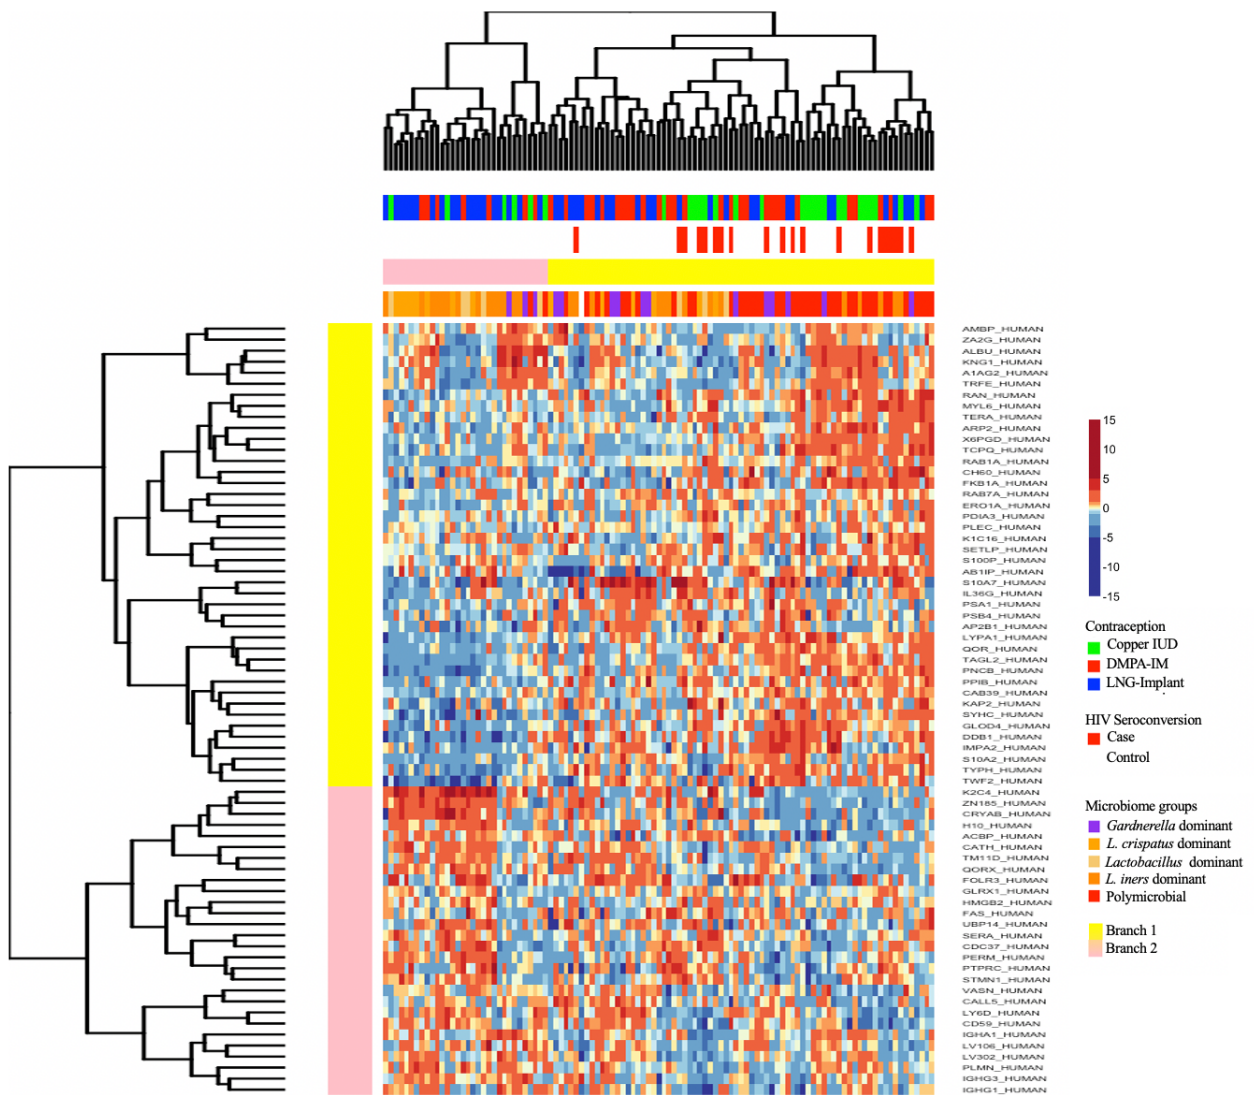 AMBP_HUMAN
ZA2G_HUMAN
ALBU_HUMAN
KNG1_HUMAN
A1AG2_HUMAN
TRFE_HUMAN
RAN_HUMAN
MYL6_HUMAN
TERA_HUMAN
ARP2_HUMAN
X6PGD_HUMAN
TCPQ_HUMAN
RAB1A_HUMAN
CH60_HUMAN
FKB1A_HUMAN
RAB7A_HUMAN
ERO1A_HUMAN
PDIA3_HUMAN
PLEC_HUMAN
K1C16_HUMAN
SETLP_HUMAN
S100P_HUMAN
AB1IP_HUMAN
S10A7_HUMAN
IL36G_HUMAN
PSA1_HUMAN
PSB4_HUMAN
AP2B1_HUMAN
LYPA1_HUMAN
QOR_HUMAN
TAGL2_HUMAN
PNCB_HUMAN
PPIB_HUMAN
CAB39_HUMAN
KAP2_HUMAN
SYHC_HUMAN
GLOD4_HUMAN
DDB1_HUMAN
IMPA2_HUMAN
S10A2_HUMAN
TYPH_HUMAN
TWF2_HUMAN
K2C4_HUMAN
ZN185_HUMAN
CRYAB_HUMAN
H10_HUMAN
ACBP_HUMAN
CATH_HUMAN
TM11D_HUMAN
QORX_HUMAN
FOLR3_HUMAN
GLRX1_HUMAN
HMGB2_HUMAN
FAS_HUMAN
UBP14_HUMAN
SERA_HUMAN
CDC37_HUMAN
PERM_HUMAN
PTPRC_HUMAN
STMN1_HUMAN
VASN_HUMAN
CALL5_HUMAN
LY6D_HUMAN
CD59_HUMAN
IGHA1_HUMAN
LV106_HUMAN
LV302_HUMAN
PLMN_HUMAN
IGHG3_HUMAN
IGHG1_HUMAN
15
10
5
0
-5
-10
-15
Contraception
Copper IUD
DMPA-IM
LNG-Implant
HIV Seroconversion
Case
Control
Microbiome groups
Gardnerella dominant
L. crispatus dominant
Lactobacillus dominant
L. iners dominant
Polymicrobial
Branch 1
Branch 2